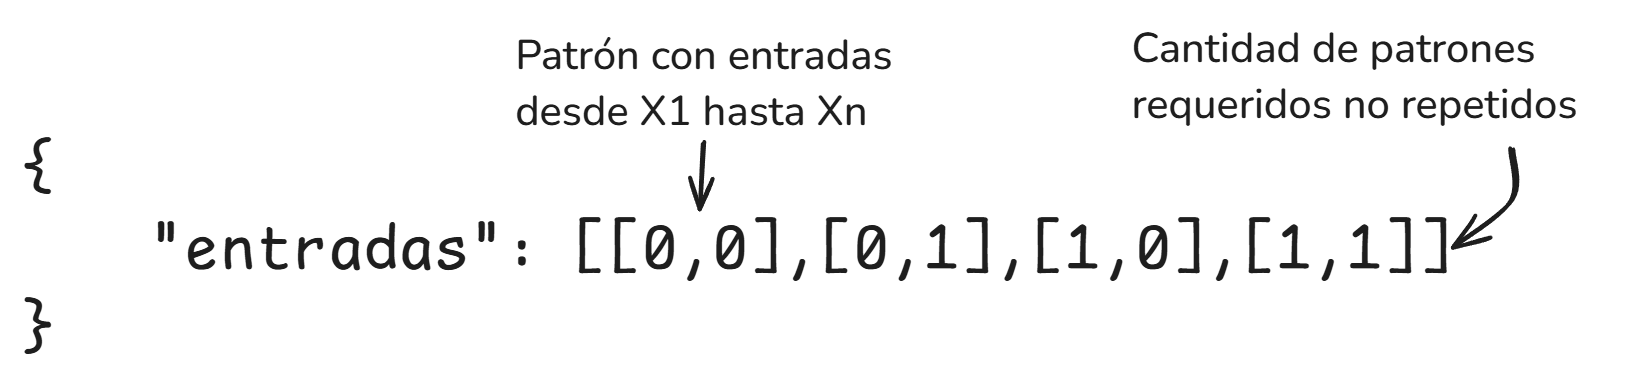 Patrón con entradas
desde X1 hasta Xn
Cantidad de patrones
requeridos no repetidos
{
"entradas": [[0,0],[0,1],[1,0],[1,1]]
}